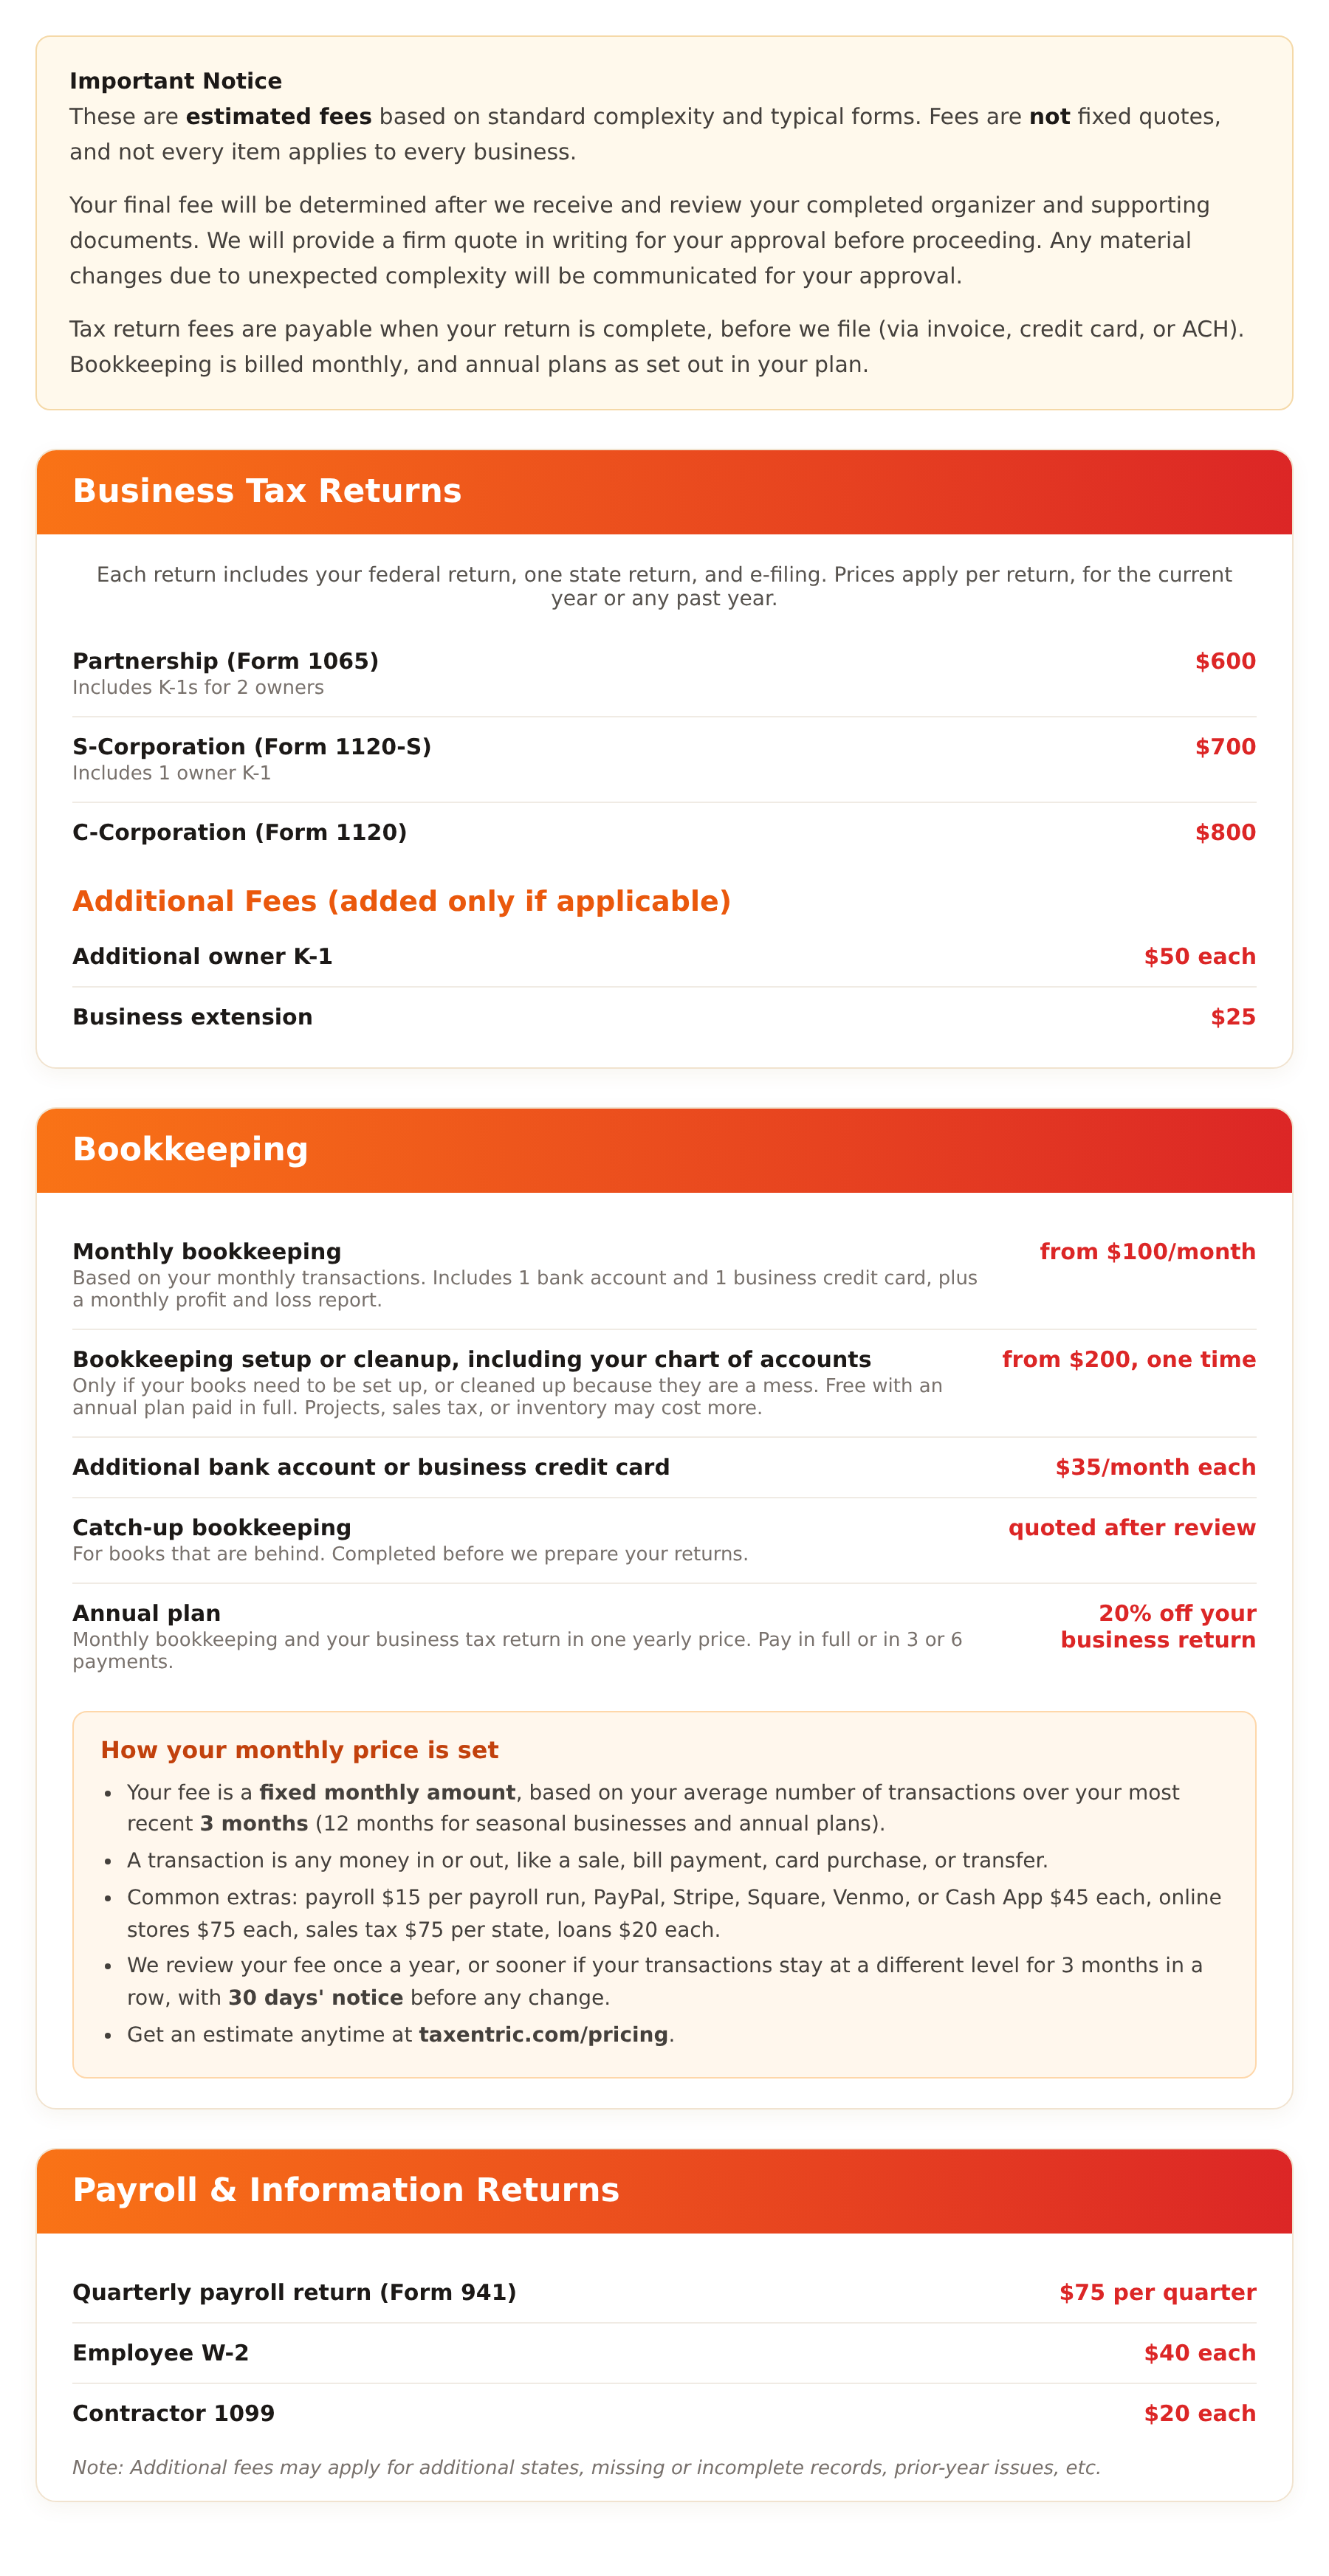 Important Notice
These are estimated fees based on standard complexity and typical forms. Fees are not fixed quotes,
and not every item applies to every business.
Your final fee will be determined after we receive and review your completed organizer and supporting
documents. We will provide a firm quote in writing for your approval before proceeding. Any material
changes due to unexpected complexity will be communicated for your approval.
Tax return fees are payable when your return is complete, before we file (via invoice, credit card, or ACH).
Bookkeeping is billed monthly, and annual plans as set out in your plan.
Business Tax Returns
Each return includes your federal return, one state return, and e-filing. Prices apply per return, for the current
year or any past year.
Partnership (Form 1065) $600
Includes K-1s for 2 owners
S-Corporation (Form 1120-S) $700
Includes 1 owner K-1
C-Corporation (Form 1120) $800
Additional Fees (added only if applicable)
Additional owner K-1 $50 each
Business extension $25
Bookkeeping
Monthly bookkeeping from $100/month
Based on your monthly transactions. Includes 1 bank account and 1 business credit card, plus
a monthly profit and loss report.
Bookkeeping setup or cleanup, including your chart of accounts from $200, one time
Only if your books need to be set up, or cleaned up because they are a mess. Free with an
annual plan paid in full. Projects, sales tax, or inventory may cost more.
Additional bank account or business credit card $35/month each
Catch-up bookkeeping quoted after review
For books that are behind. Completed before we prepare your returns.
Annual plan 20% off your
business return
Monthly bookkeeping and your business tax return in one yearly price. Pay in full or in 3 or 6
payments.
How your monthly price is set
• Your fee is a fixed monthly amount, based on your average number of transactions over your most
recent 3 months (12 months for seasonal businesses and annual plans).
• A transaction is any money in or out, like a sale, bill payment, card purchase, or transfer.
• Common extras: payroll $15 per payroll run, PayPal, Stripe, Square, Venmo, or Cash App $45 each, online
stores $75 each, sales tax $75 per state, loans $20 each.
• We review your fee once a year, or sooner if your transactions stay at a different level for 3 months in a
row, with 30 days' notice before any change.
• Get an estimate anytime at taxentric.com/pricing.
Payroll & Information Returns
Quarterly payroll return (Form 941) $75 per quarter
Employee W-2 $40 each
Contractor 1099 $20 each
Note: Additional fees may apply for additional states, missing or incomplete records, prior-year issues, etc.